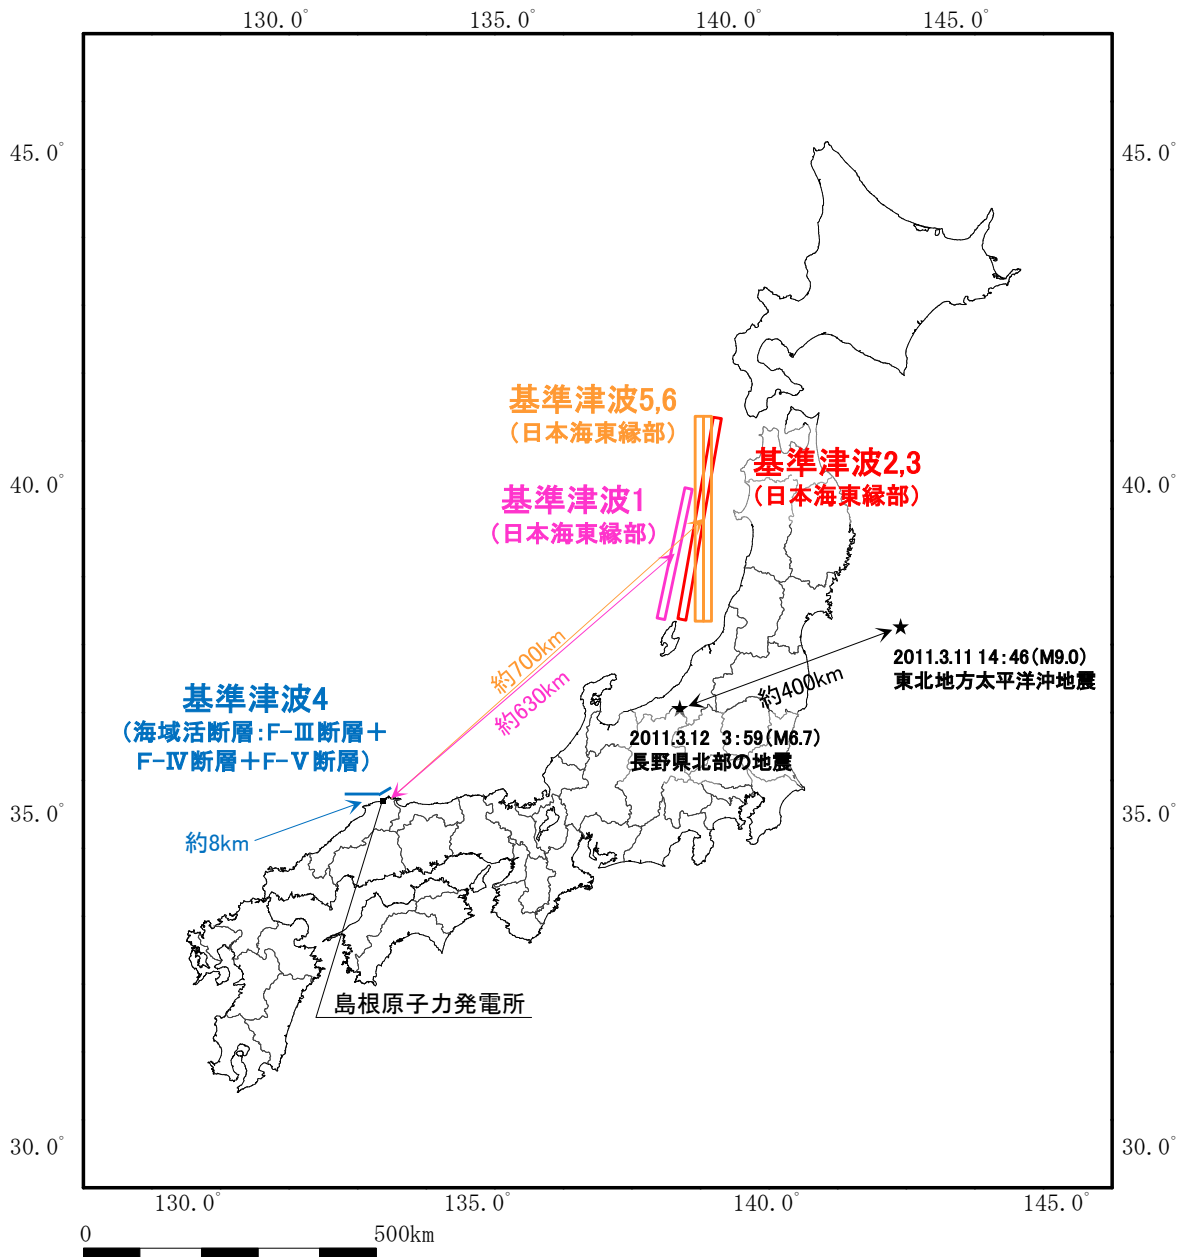 130.0° 135.0° 140.0° 145.0°
45.0° 45.0°
基準津波5,6
（日本海東縁部）
基準津波2,3
（日本海東縁部）
40.0° 40.0°
基準津波1
（日本海東縁部）
約700km
約630km
2011.3.11 14:46(M9.0)
東北地方太平洋沖地震
約400km
2011.3.12 3:59(M6.7)
長野県北部の地震
基準津波4
（海域活断層:F-Ⅲ断層＋
F-Ⅳ断層＋F-Ⅴ断層）
35.0° 35.0°
約8km
島根原子力発電所
30.0° 30.0°
130.0° 135.0° 140.0° 145.0°
0 500km